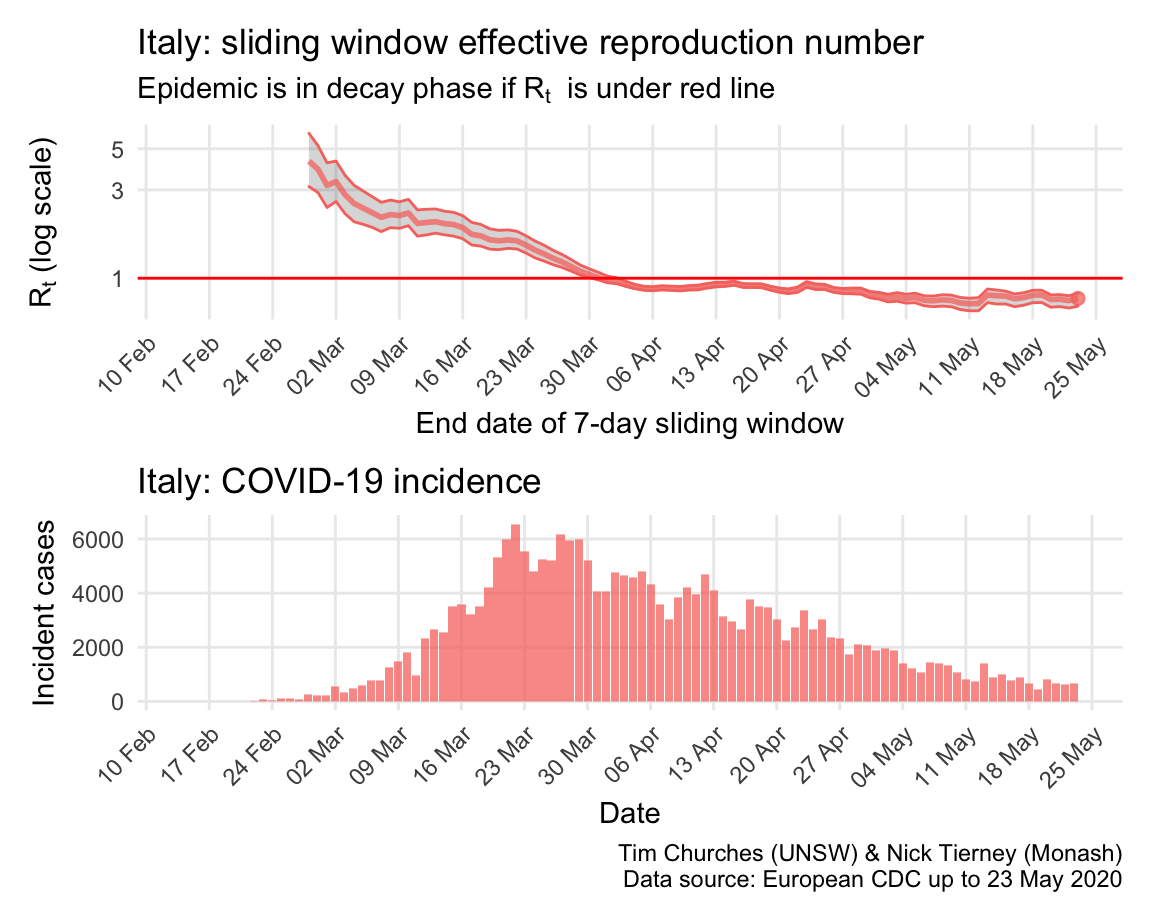 Italy: sliding window effective reproduction number
Epidemic is in decay phase if Rt is under red line
Rt (log scale)
5
3
1
10 Feb 17 Feb 24 Feb 02 Mar 09 Mar 16 Mar 23 Mar 30 Mar 06 Apr 13 Apr 20 Apr 27 Apr 04 May 11 May 18 May 25 May
End date of 7-day sliding window
Italy: COVID-19 incidence
Incident cases
6000
4000
2000
0
10 Feb 17 Feb 24 Feb 02 Mar 09 Mar 16 Mar 23 Mar 30 Mar 06 Apr 13 Apr 20 Apr 27 Apr 04 May 11 May 18 May 25 May
Date
Tim Churches (UNSW) & Nick Tierney (Monash)
Data source: European CDC up to 23 May 2020